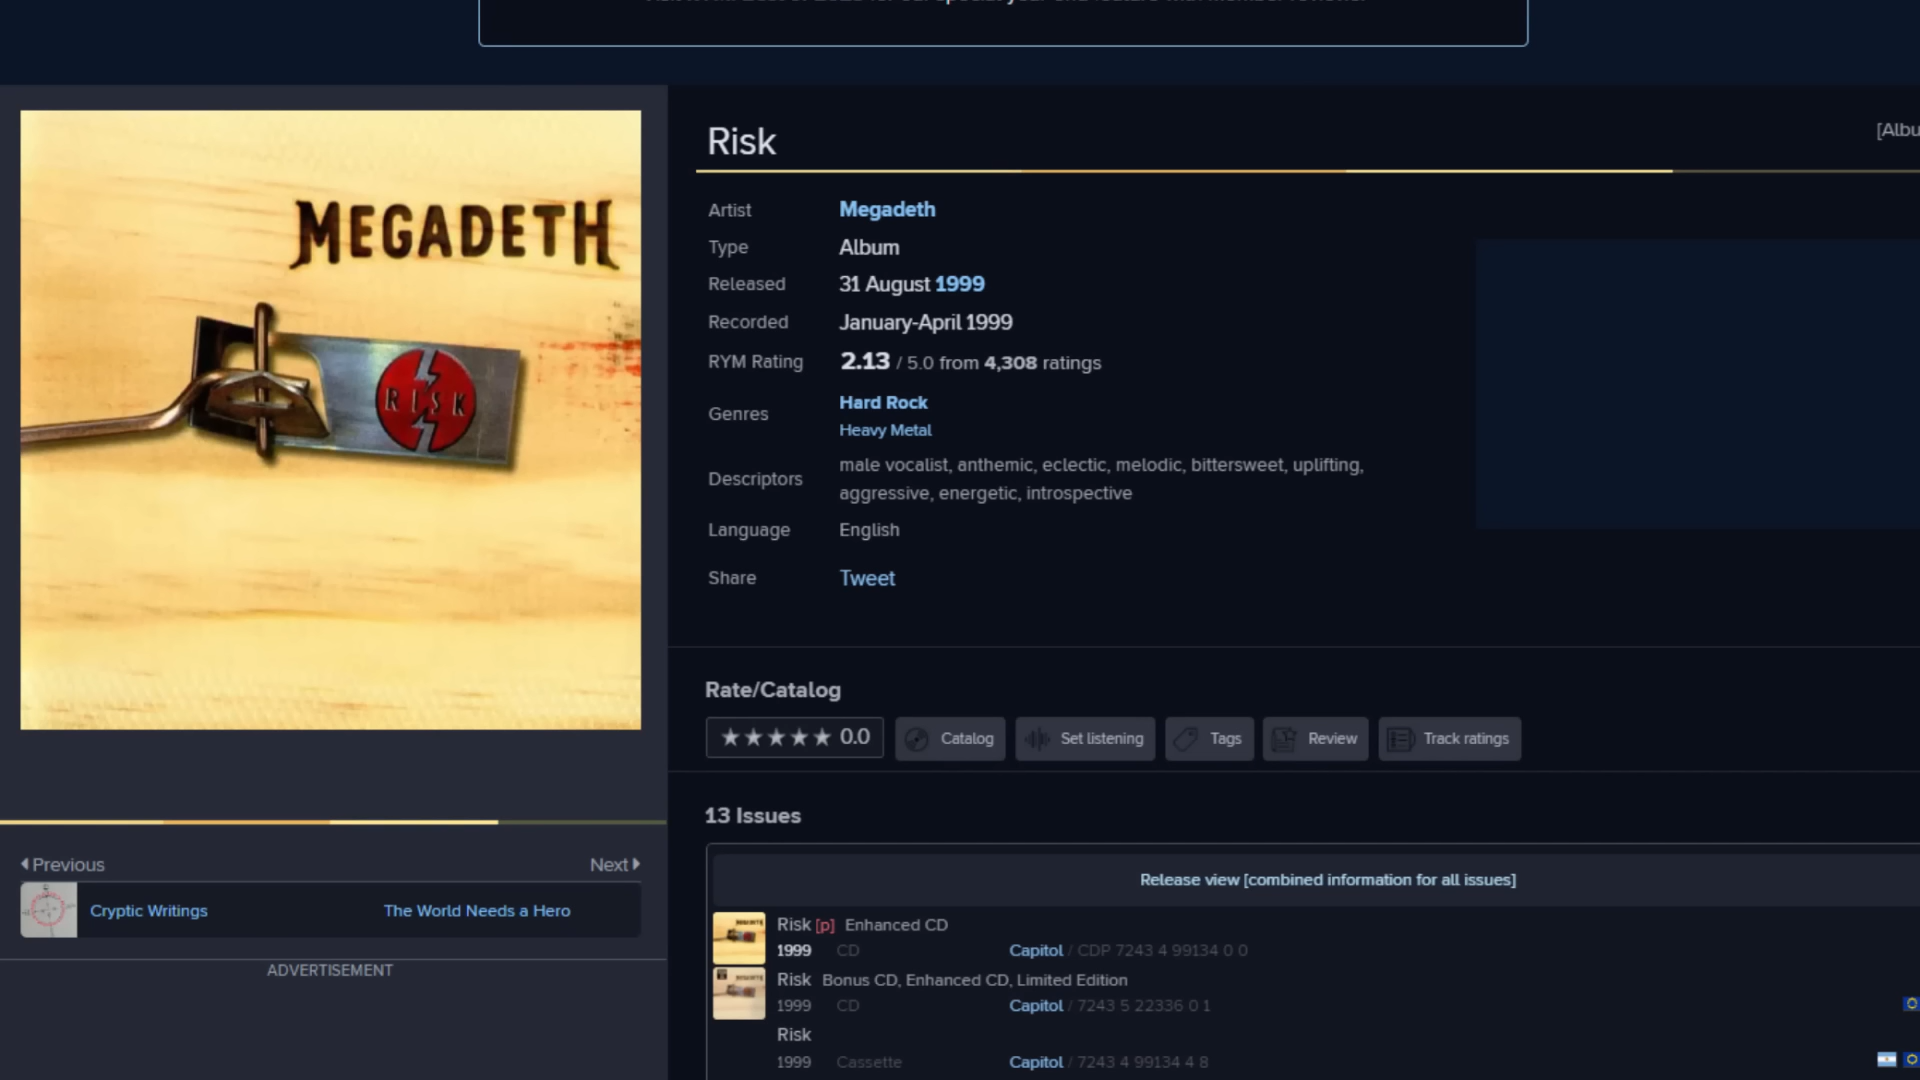 Risk
[Albu
MEGADETH
RISK
Artist Megadeth
Type Album
Released 31 August 1999
Recorded January-April 1999
RYM Rating 2.13 / 5.0 from 4,308 ratings
Genres Hard Rock
Heavy Metal
Descriptors male vocalist, anthemic, eclectic, melodic, bittersweet, uplifting,
aggressive, energetic, introspective
Language English
Share Tweet
Rate/Catalog
0.0 Catalog Set listening Tags Review Track ratings
Previous Next
Cryptic Writings The World Needs a Hero
ADVERTISEMENT
13 Issues
Release view [combined information for all issues]
Risk [p] Enhanced CD
1999 CD Capitol / CDP 7243 4 99134 0 0
Risk Bonus CD, Enhanced CD, Limited Edition
1999 CD Capitol / 7243 5 22336 0 1
Risk
1999 Cassette Capitol / 7243 4 99134 4 8